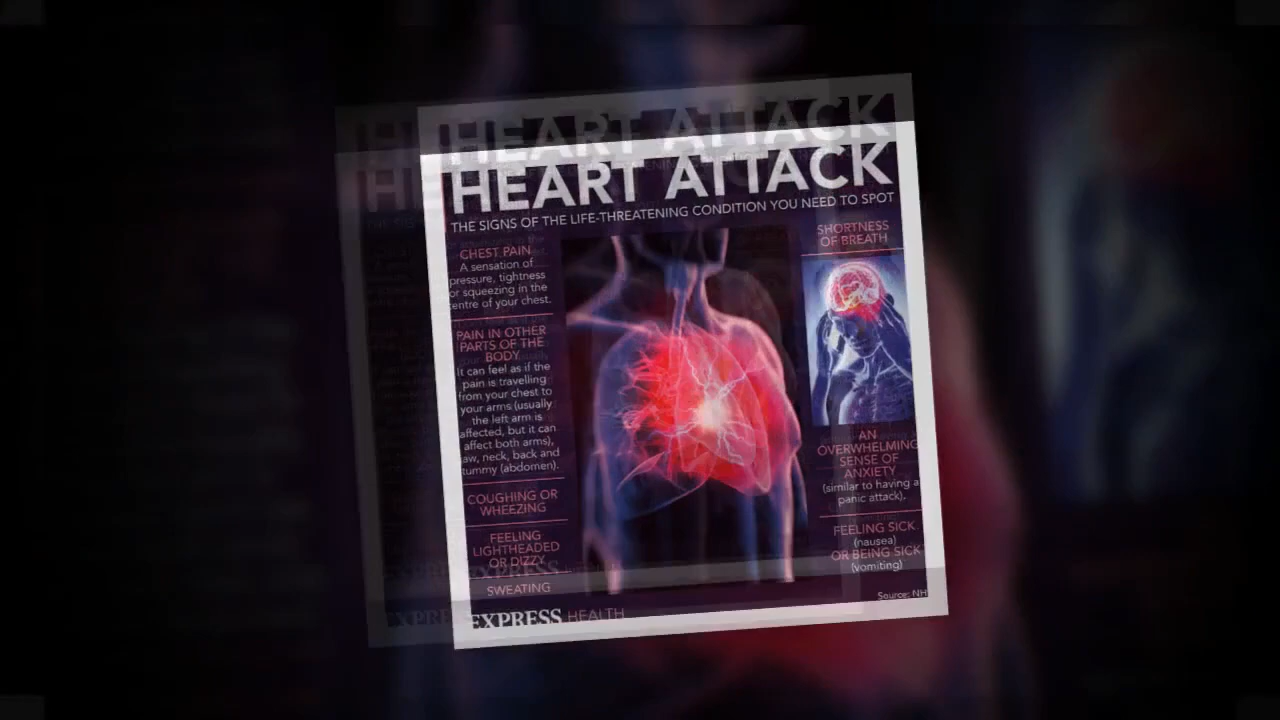 HEART ATTACK
THE SIGNS OF THE LIFE-THREATENING CONDITION YOU NEED TO SPOT
CHEST PAIN
A sensation of
pressure, tightness
or squeezing in the
centre of your chest.
PAIN IN OTHER
PARTS OF THE
BODY
It can feel as if the
pain is travelling
from your chest to
your arms (usually
the left arm is
affected, but it can
affect both arms),
jaw, neck, back and
tummy (abdomen).
COUGHING OR
WHEEZING
FEELING
LIGHTHEADED
OR DIZZY
SWEATING
SHORTNESS
OF BREATH
AN
OVERWHELMING
SENSE OF
ANXIETY
(similar to having a
panic attack).
FEELING SICK
(nausea)
OR BEING SICK
(vomiting)
Source: NH
EXPRESS HEALTH